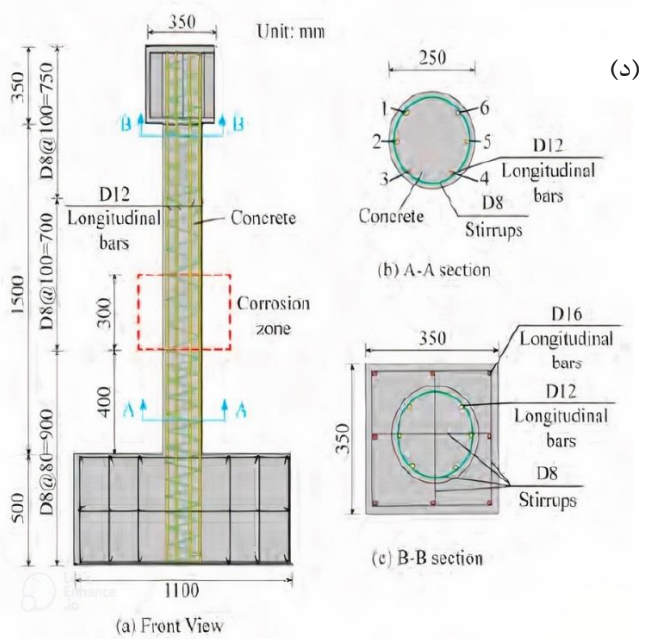 350
Unit: mm
350
D8@100=750
B
B
D12
Longitudinal
bars
Concrete
1500
D8@100=700
300
Corrosion
zone
400
A
A
D8@80=900
500
1100
(a) Front View
(د)
250
1
6
2
5
3
4
D12
Longitudinal
bars
Concrete
D8
Stirrups
(b) A-A section
D16
Longitudinal
bars
350
D12
Longitudinal
bars
350
D8
Stirrups
(c) B-B section